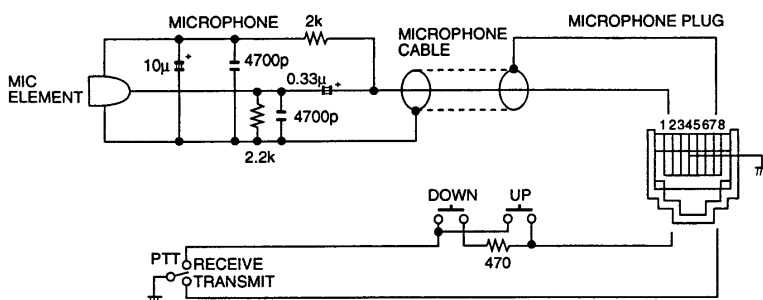 MICROPHONE
2k
MICROPHONE
CABLE
MICROPHONE PLUG
10μ
+
4700p
0.33μ
+
MIC
ELEMENT
4700p
2.2k
12345678
DOWN
UP
470
PTT
RECEIVE
TRANSMIT